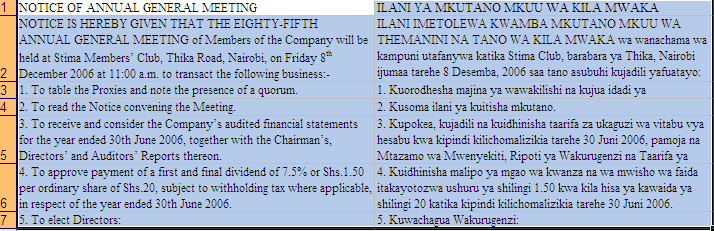 1 NOTICE OF ANNUAL GENERAL MEETING ILANI YA MKUTANO MKUU WA KILA MWAKA
NOTICE IS HEREBY GIVEN THAT THE EIGHTY-FIFTH
ANNUAL GENERAL MEETING of Members of the Company will be
held at Stima Members’ Club, Thika Road, Nairobi, on Friday 8th
2 December 2006 at 11:00 a.m. to transact the following business:-
ILANI IMETOLEWA KWAMBA MKUTANO MKUU WA
THEMANINI NA TANO WA KILA MWAKA wa wanachama wa
kampuni utafanywa katika Stima Club, barabara ya Thika, Nairobi
ijumaa tarehe 8 Desemba, 2006 saa tano asubuhi kujadili yafuatayo:
3 1. To table the Proxies and note the presence of a quorum. 1. Kuorodhesha majina ya wawakilishi na kujua idadi ya
4 2. To read the Notice convening the Meeting. 2. Kusoma ilani ya kuitisha mkutano.
3. To receive and consider the Company’s audited financial statements
for the year ended 30th June 2006, together with the Chairman’s,
5 Directors’ and Auditors’ Reports thereon.
3. Kupokea, kujadili na kuidhinisha taarifa za ukaguzi wa vitabu vya
hesabu kwa kipindi kilichomalizikia tarehe 30 Juni 2006, pamoja na
Mtazamo wa Mwenyekiti, Ripoti ya Wakurugenzi na Taarifa ya
4. To approve payment of a first and final dividend of 7.5% or Shs.1.50
per ordinary share of Shs.20, subject to withholding tax where applicable,
6 in respect of the year ended 30th June 2006.
4. Kuidhinisha malipo ya mgao wa kwanza na wa mwisho wa faida
itakayotozwa ushuru ya shilingi 1.50 kwa kila hisa ya kawaida ya
shilingi 20 katika kipindi kilichomalizikia tarehe 30 Juni 2006.
7 5. To elect Directors: 5. Kuwachagua Wakurugenzi: